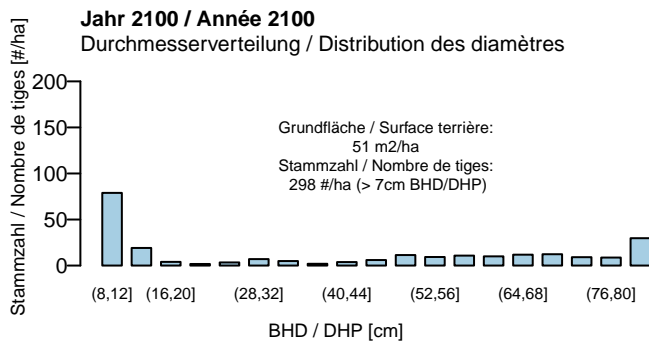 Jahr 2100 / Année 2100
Durchmesserverteilung / Distribution des diamètres
Stammzahl / Nombre de tiges [#/ha]
200
150
100
50
0
Grundfläche / Surface terrière:
51 m2/ha
Stammzahl / Nombre de tiges:
298 #/ha (> 7cm BHD/DHP)
(8,12] (16,20] (28,32] (40,44] (52,56] (64,68] (76,80]
BHD / DHP [cm]